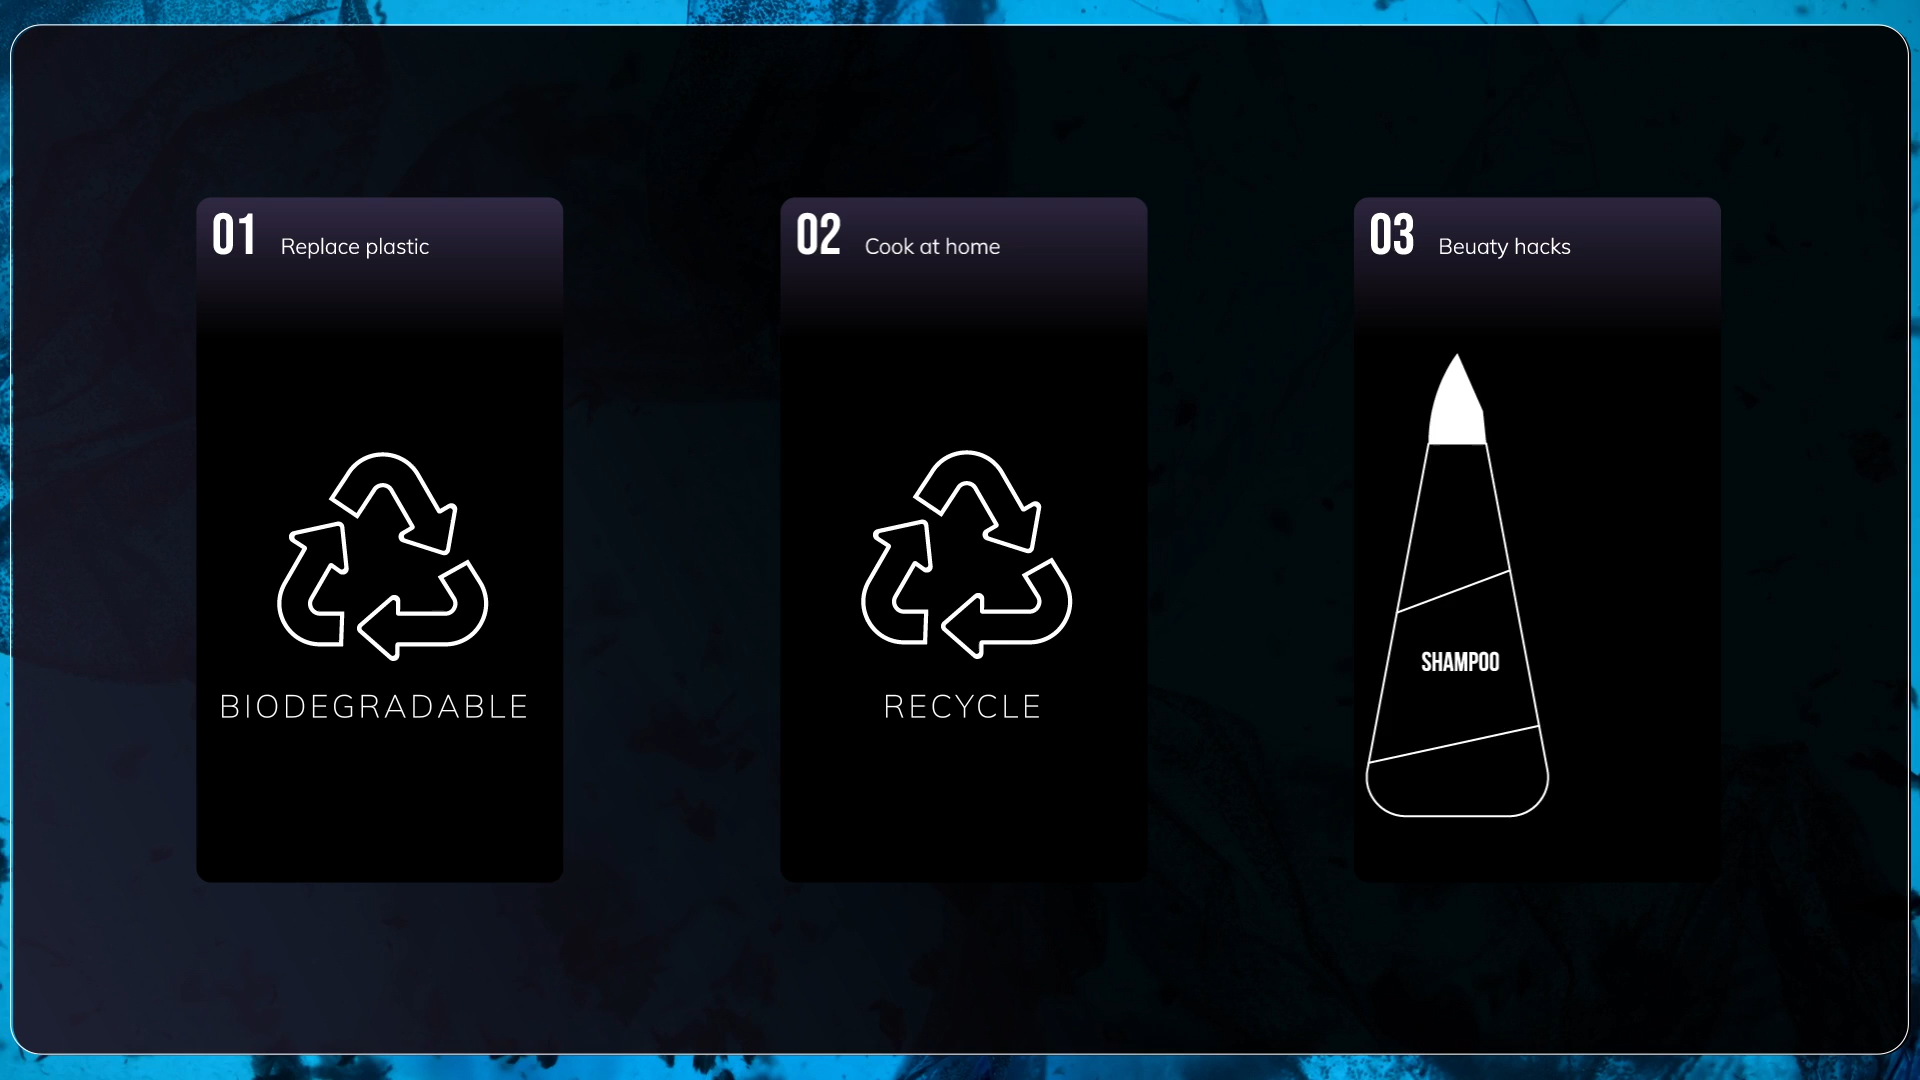 01 Replace plastic
BIODEGRADABLE
02 Cook at home
RECYCLE
03 Beuaty hacks
SHAMPOO